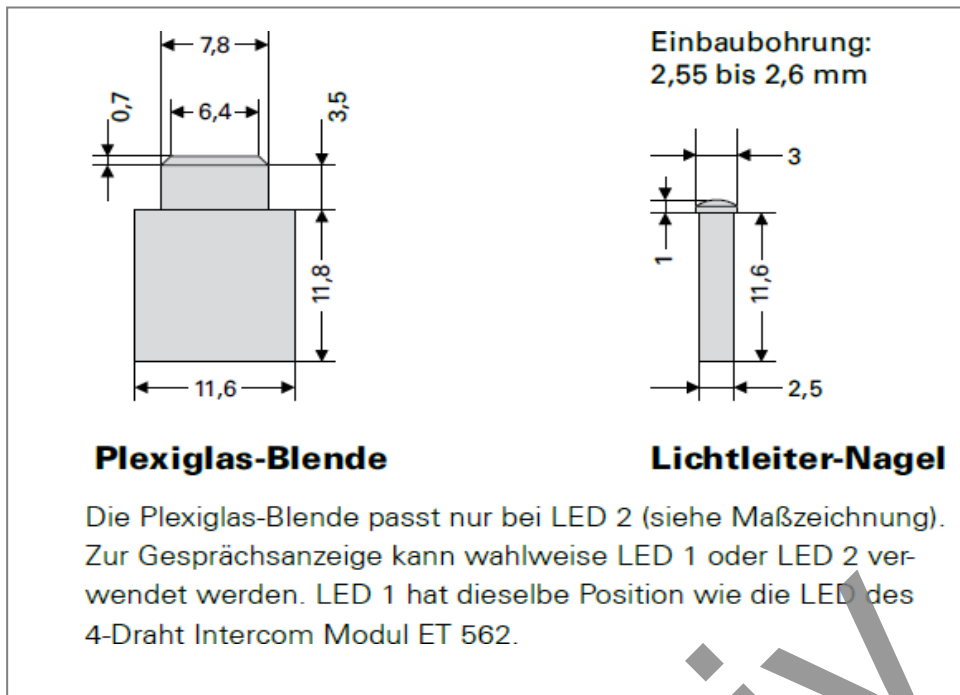 7,8
Einbaubohrung:
2,55 bis 2,6 mm
0,7
6,4
3,5
3
1
11,8
11,6
11,6
2,5
Plexiglas-Blende
Lichtleiter-Nagel
Die Plexiglas-Blende passt nur bei LED 2 (siehe Maßzeichnung).
Zur Gesprächsanzeige kann wahlweise LED 1 oder LED 2 ver-
wendet werden. LED 1 hat dieselbe Position wie die LED des
4-Draht Intercom Modul ET 562.